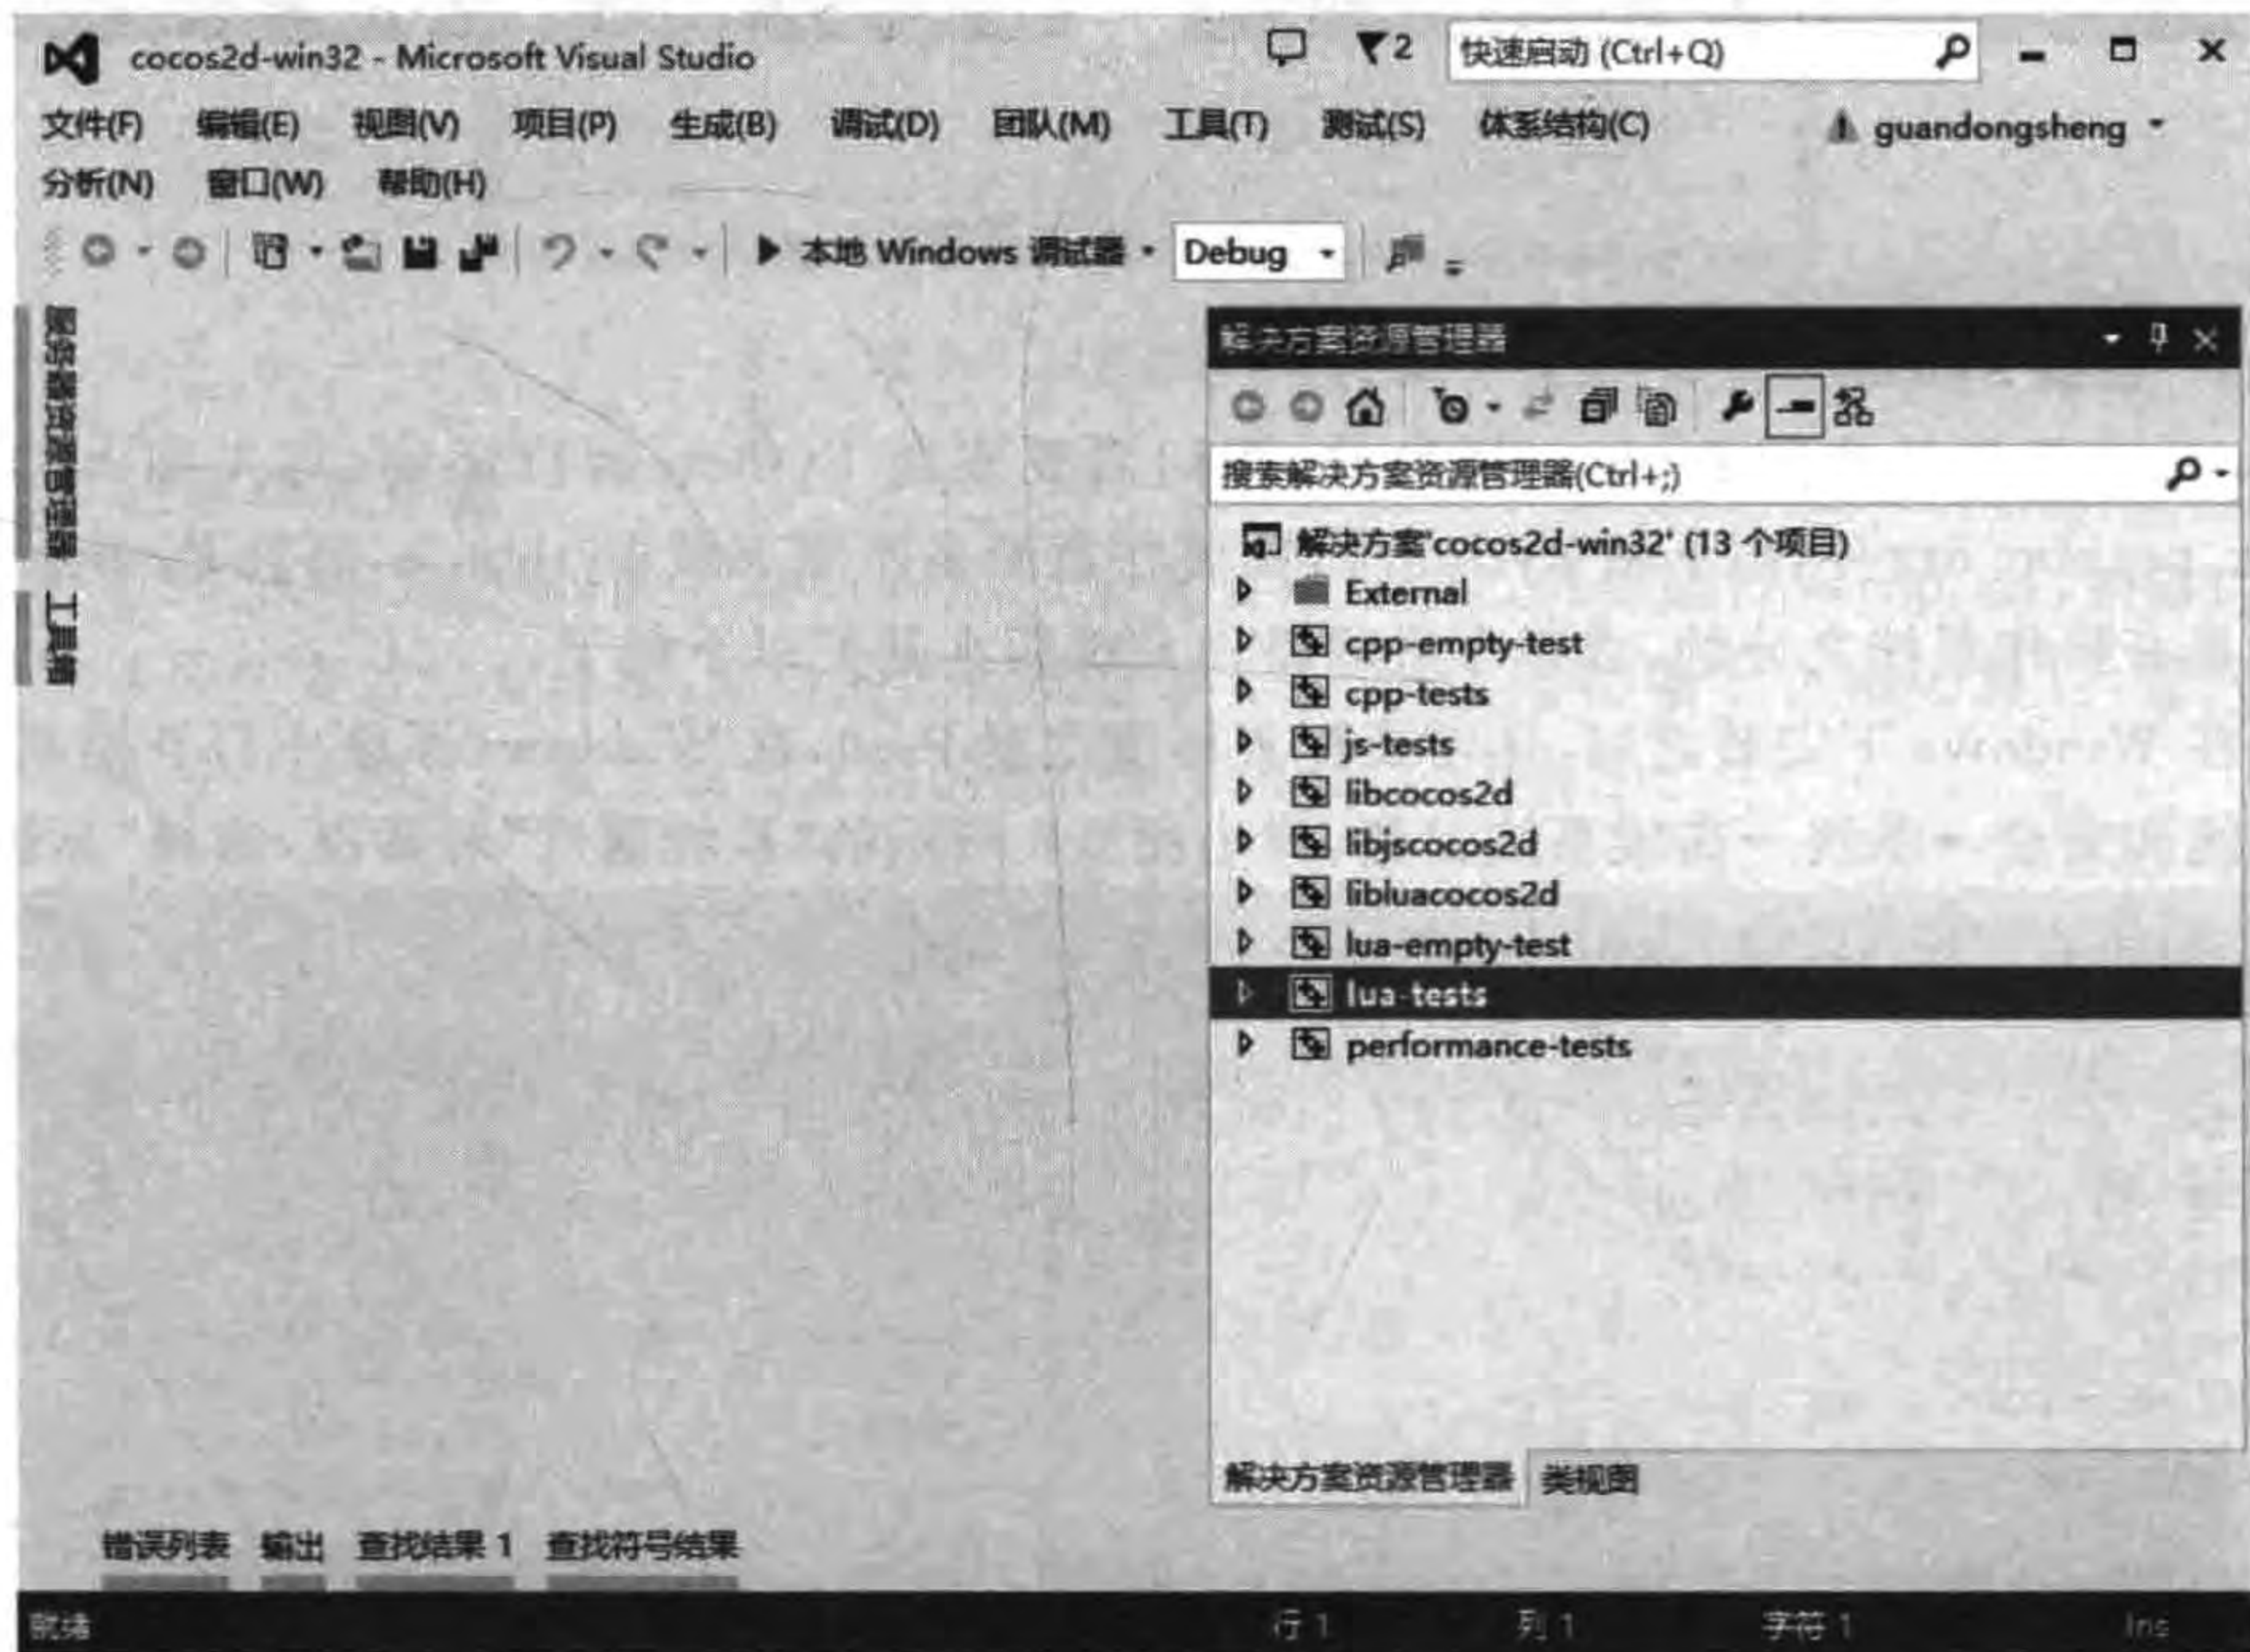 cocos2d-win32 - Microsoft Visual Studio 2 快速启动 (Ctrl+Q)
文件(F) 编辑(E) 视图(V) 项目(P) 生成(B) 调试(D) 团队(M) 工具(T) 测试(S) 体系结构(C) guandongsheng
分析(N) 窗口(W) 帮助(H)
本地 Windows 调试器 Debug
服务器资源管理器
工具箱
解决方案资源管理器
搜索解决方案资源管理器(Ctrl+;)
解决方案'cocos2d-win32' (13 个项目)
External
cpp-empty-test
cpp-tests
js-tests
libcocos2d
libjscocos2d
libluacocos2d
lua-empty-test
lua-tests
performance-tests
解决方案资源管理器 类视图
错误列表 输出 查找结果 1 查找符号结果
就绪 行 1 列 1 字符 1 Ins